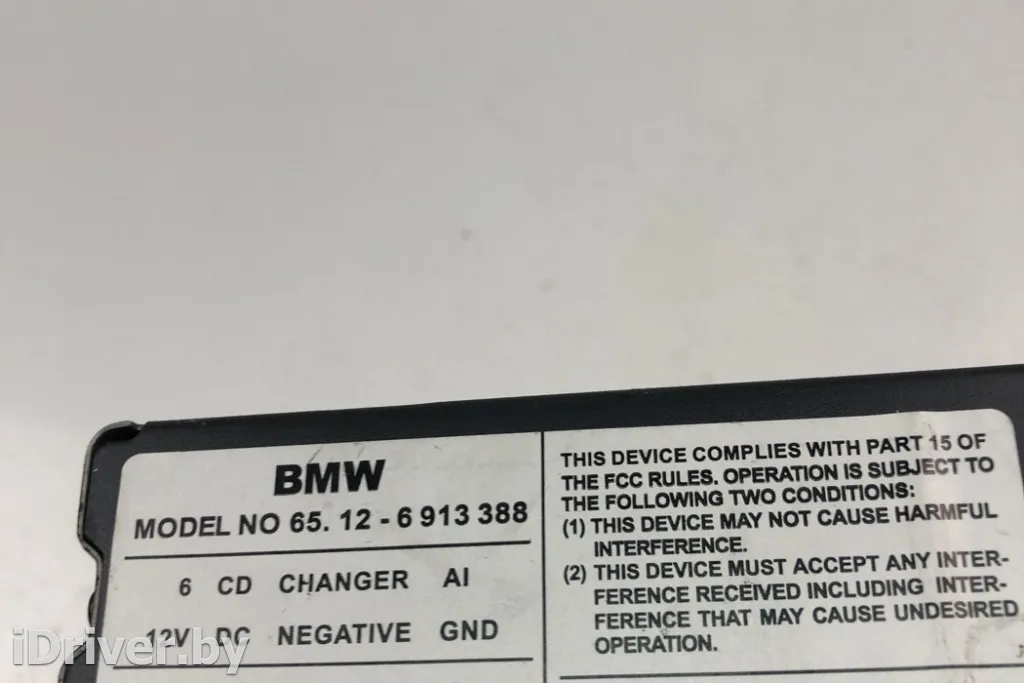 BMW
MODEL NO 65. 12 - 6 913 388
6 CD CHANGER AI
12V DC NEGATIVE GND
THIS DEVICE COMPLIES WITH PART 15 OF
THE FCC RULES. OPERATION IS SUBJECT TO
THE FOLLOWING TWO CONDITIONS:
(1) THIS DEVICE MAY NOT CAUSE HARMFUL
INTERFERENCE.
(2) THIS DEVICE MUST ACCEPT ANY INTER-
FERENCE RECEIVED INCLUDING INTER-
FERENCE THAT MAY CAUSE UNDESIRED
OPERATION.
iDriver.by